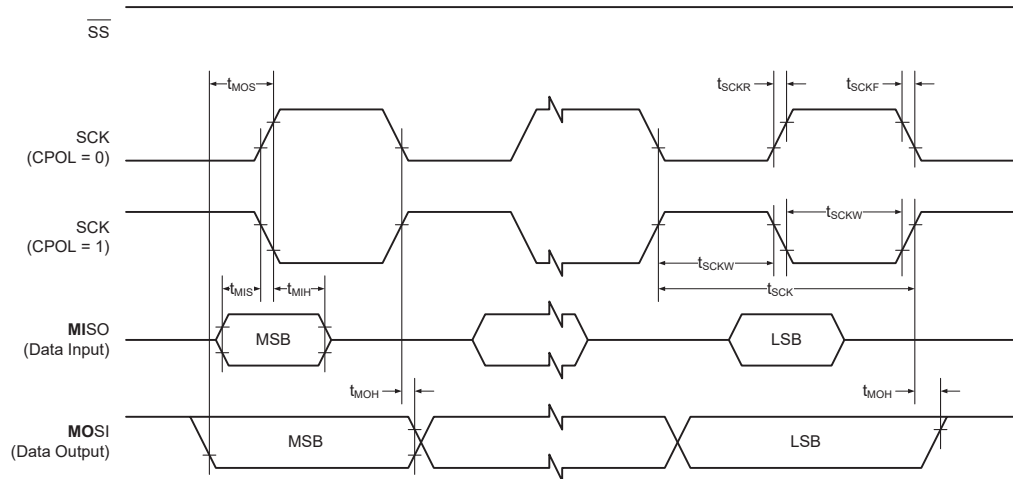 SS
tMOS
tSCKR
tSCKF
SCK
(CPOL = 0)
SCK
(CPOL = 1)
tSCKW
tSCKW
tSCK
tMIS
tMIH
MISO
(Data Input)
MSB
LSB
tMOH
tMOH
MOSI
(Data Output)
MSB
LSB